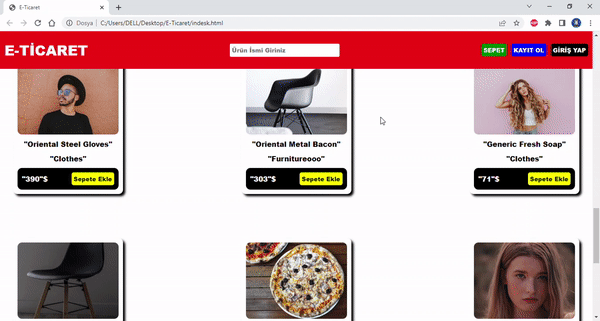 E-Ticaret
Dosya | C:/Users/DELL/Desktop/E-Ticaret/indesk.html
E-TİCARET
Ürün İsmi Giriniz
SEPET
KAYIT OL
GİRİŞ YAP
"Oriental Steel Gloves"
"Clothes"
"390"$
Sepete Ekle
"Oriental Metal Bacon"
"Furnitureooo"
"303"$
Sepete Ekle
"Generic Fresh Soap"
"Clothes"
"71"$
Sepete Ekle